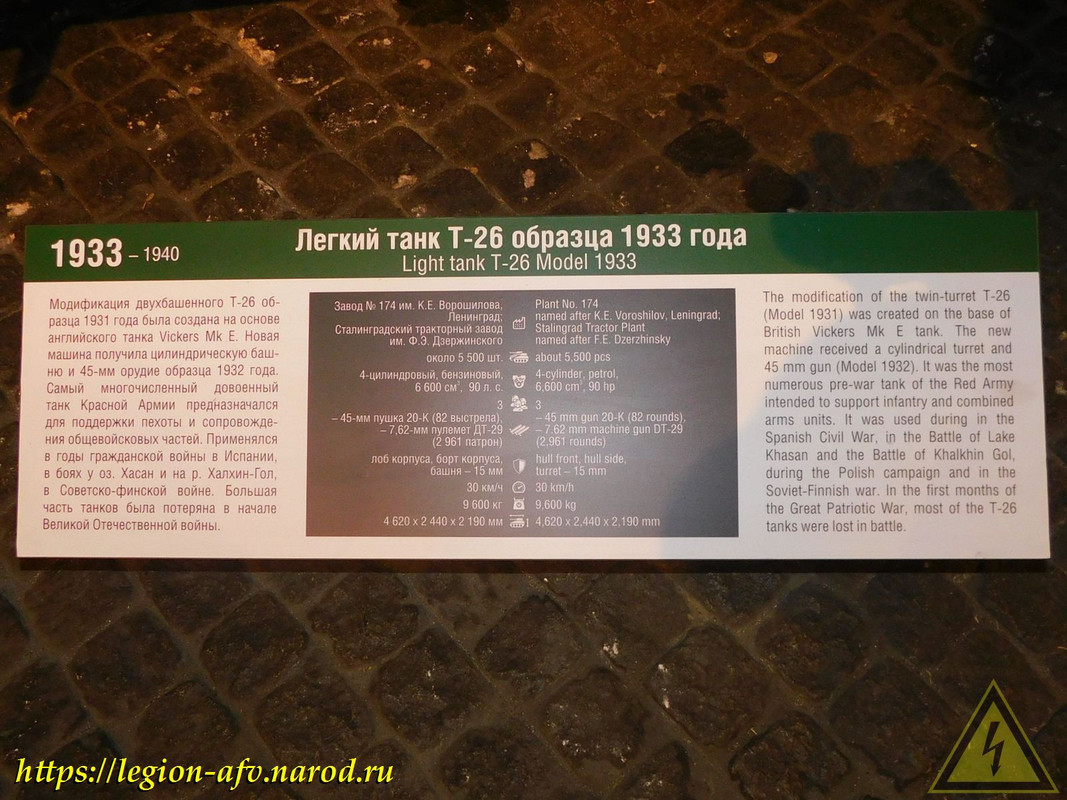 1933 – 1940
Легкий танк Т-26 образца 1933 года
Light tank T-26 Model 1933
Модификация двухбашенного Т-26 об-
разца 1931 года была создана на основе
английского танка Vickers Mk E. Новая
машина получила цилиндрическую баш-
ню и 45-мм орудие образца 1932 года.
Самый многочисленный довоенный
танк Красной Армии предназначался
для поддержки пехоты и сопровожде-
ния общевойсковых частей. Применялся
в годы гражданской войны в Испании,
в боях у оз. Хасан и на р. Халхин-Гол,
в Советско-финской войне. Большая
часть танков была потеряна в начале
Великой Отечественной войны.
Завод № 174 им. К.Е. Ворошилова,
Ленинград;
Сталинградский тракторный завод
им. Ф.Э. Дзержинского
около 5 500 шт.
4-цилиндровый, бензиновый,
6 600 см³, 90 л. с.
3
– 45-мм пушка 20-К (82 выстрела),
– 7,62-мм пулемет ДТ-29
(2 961 патрон)
лоб корпуса, борт корпуса,
башня – 15 мм
30 км/ч
9 600 кг
4 620 х 2 440 х 2 190 мм
Plant No. 174
named after K.E. Voroshilov, Leningrad;
Stalingrad Tractor Plant
named after F.E. Dzerzhinsky
about 5,500 pcs
4-cylinder, petrol,
6,600 cm³, 90 hp
3
– 45 mm gun 20-K (82 rounds),
– 7.62 mm machine gun DT-29
(2,961 rounds)
hull front, hull side,
turret – 15 mm
30 km/h
9,600 kg
4,620 x 2,440 x 2,190 mm
The modification of the twin-turret T-26
(Model 1931) was created on the base of
British Vickers Mk E tank. The new
machine received a cylindrical turret and
45 mm gun (Model 1932). It was the most
numerous pre-war tank of the Red Army
intended to support infantry and combined
arms units. It was used during in the
Spanish Civil War, in the Battle of Lake
Khasan and the Battle of Khalkhin Gol,
during the Polish campaign and in the
Soviet-Finnish war. In the first months of
the Great Patriotic War, most of the T-26
tanks were lost in battle.
https://legion-afv.narod.ru